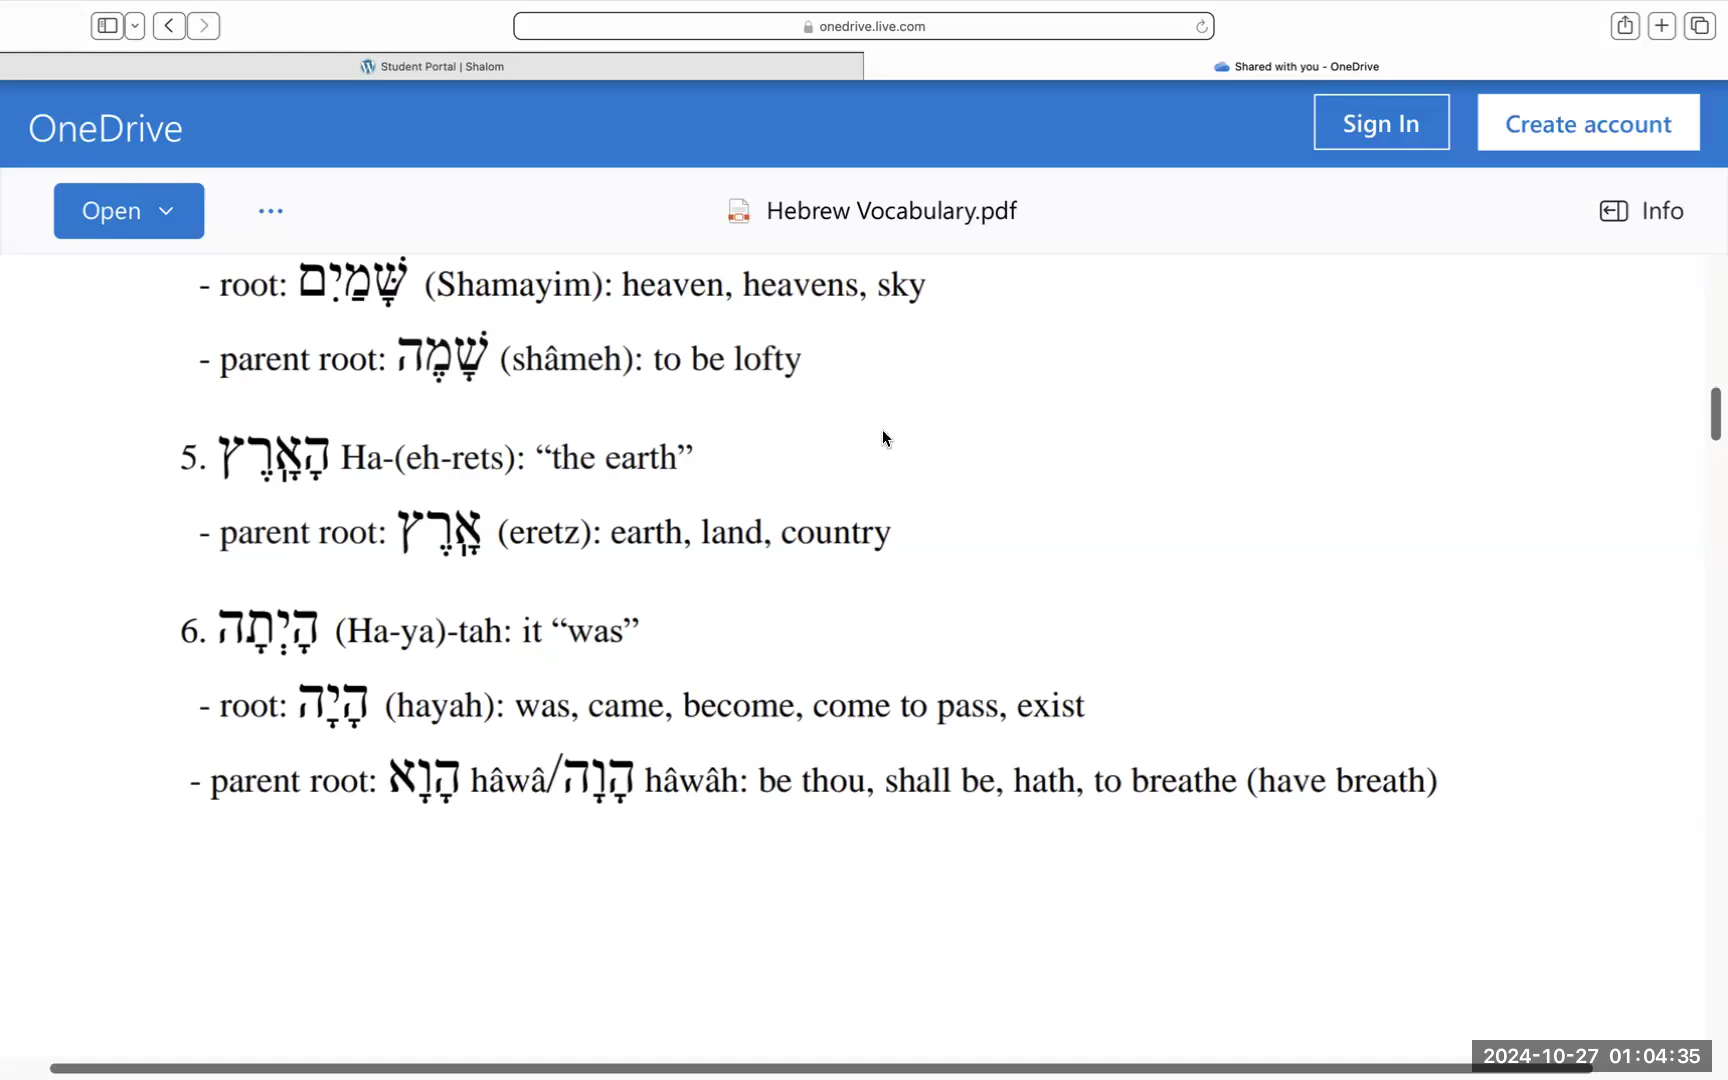 onedrive.live.com
Student Portal | Shalom
Shared with you - OneDrive
OneDrive
Sign In
Create account
Open
Hebrew Vocabulary.pdf
Info
- root: שָּׁמַיִם (Shamayim): heaven, heavens, sky
- parent root: שָׁמֶה (shâmeh): to be lofty
5. הָאָֽרֶץ Ha-(eh-rets): “the earth”
- parent root: אָֽרֶץ (eretz): earth, land, country
6. הָיְתָה (Ha-ya)-tah: it “was”
- root: הָיָה (hayah): was, came, become, come to pass, exist
- parent root: הָוָא hâwâ/הָוָה hâwâh: be thou, shall be, hath, to breathe (have breath)
2024-10-27 01:04:35